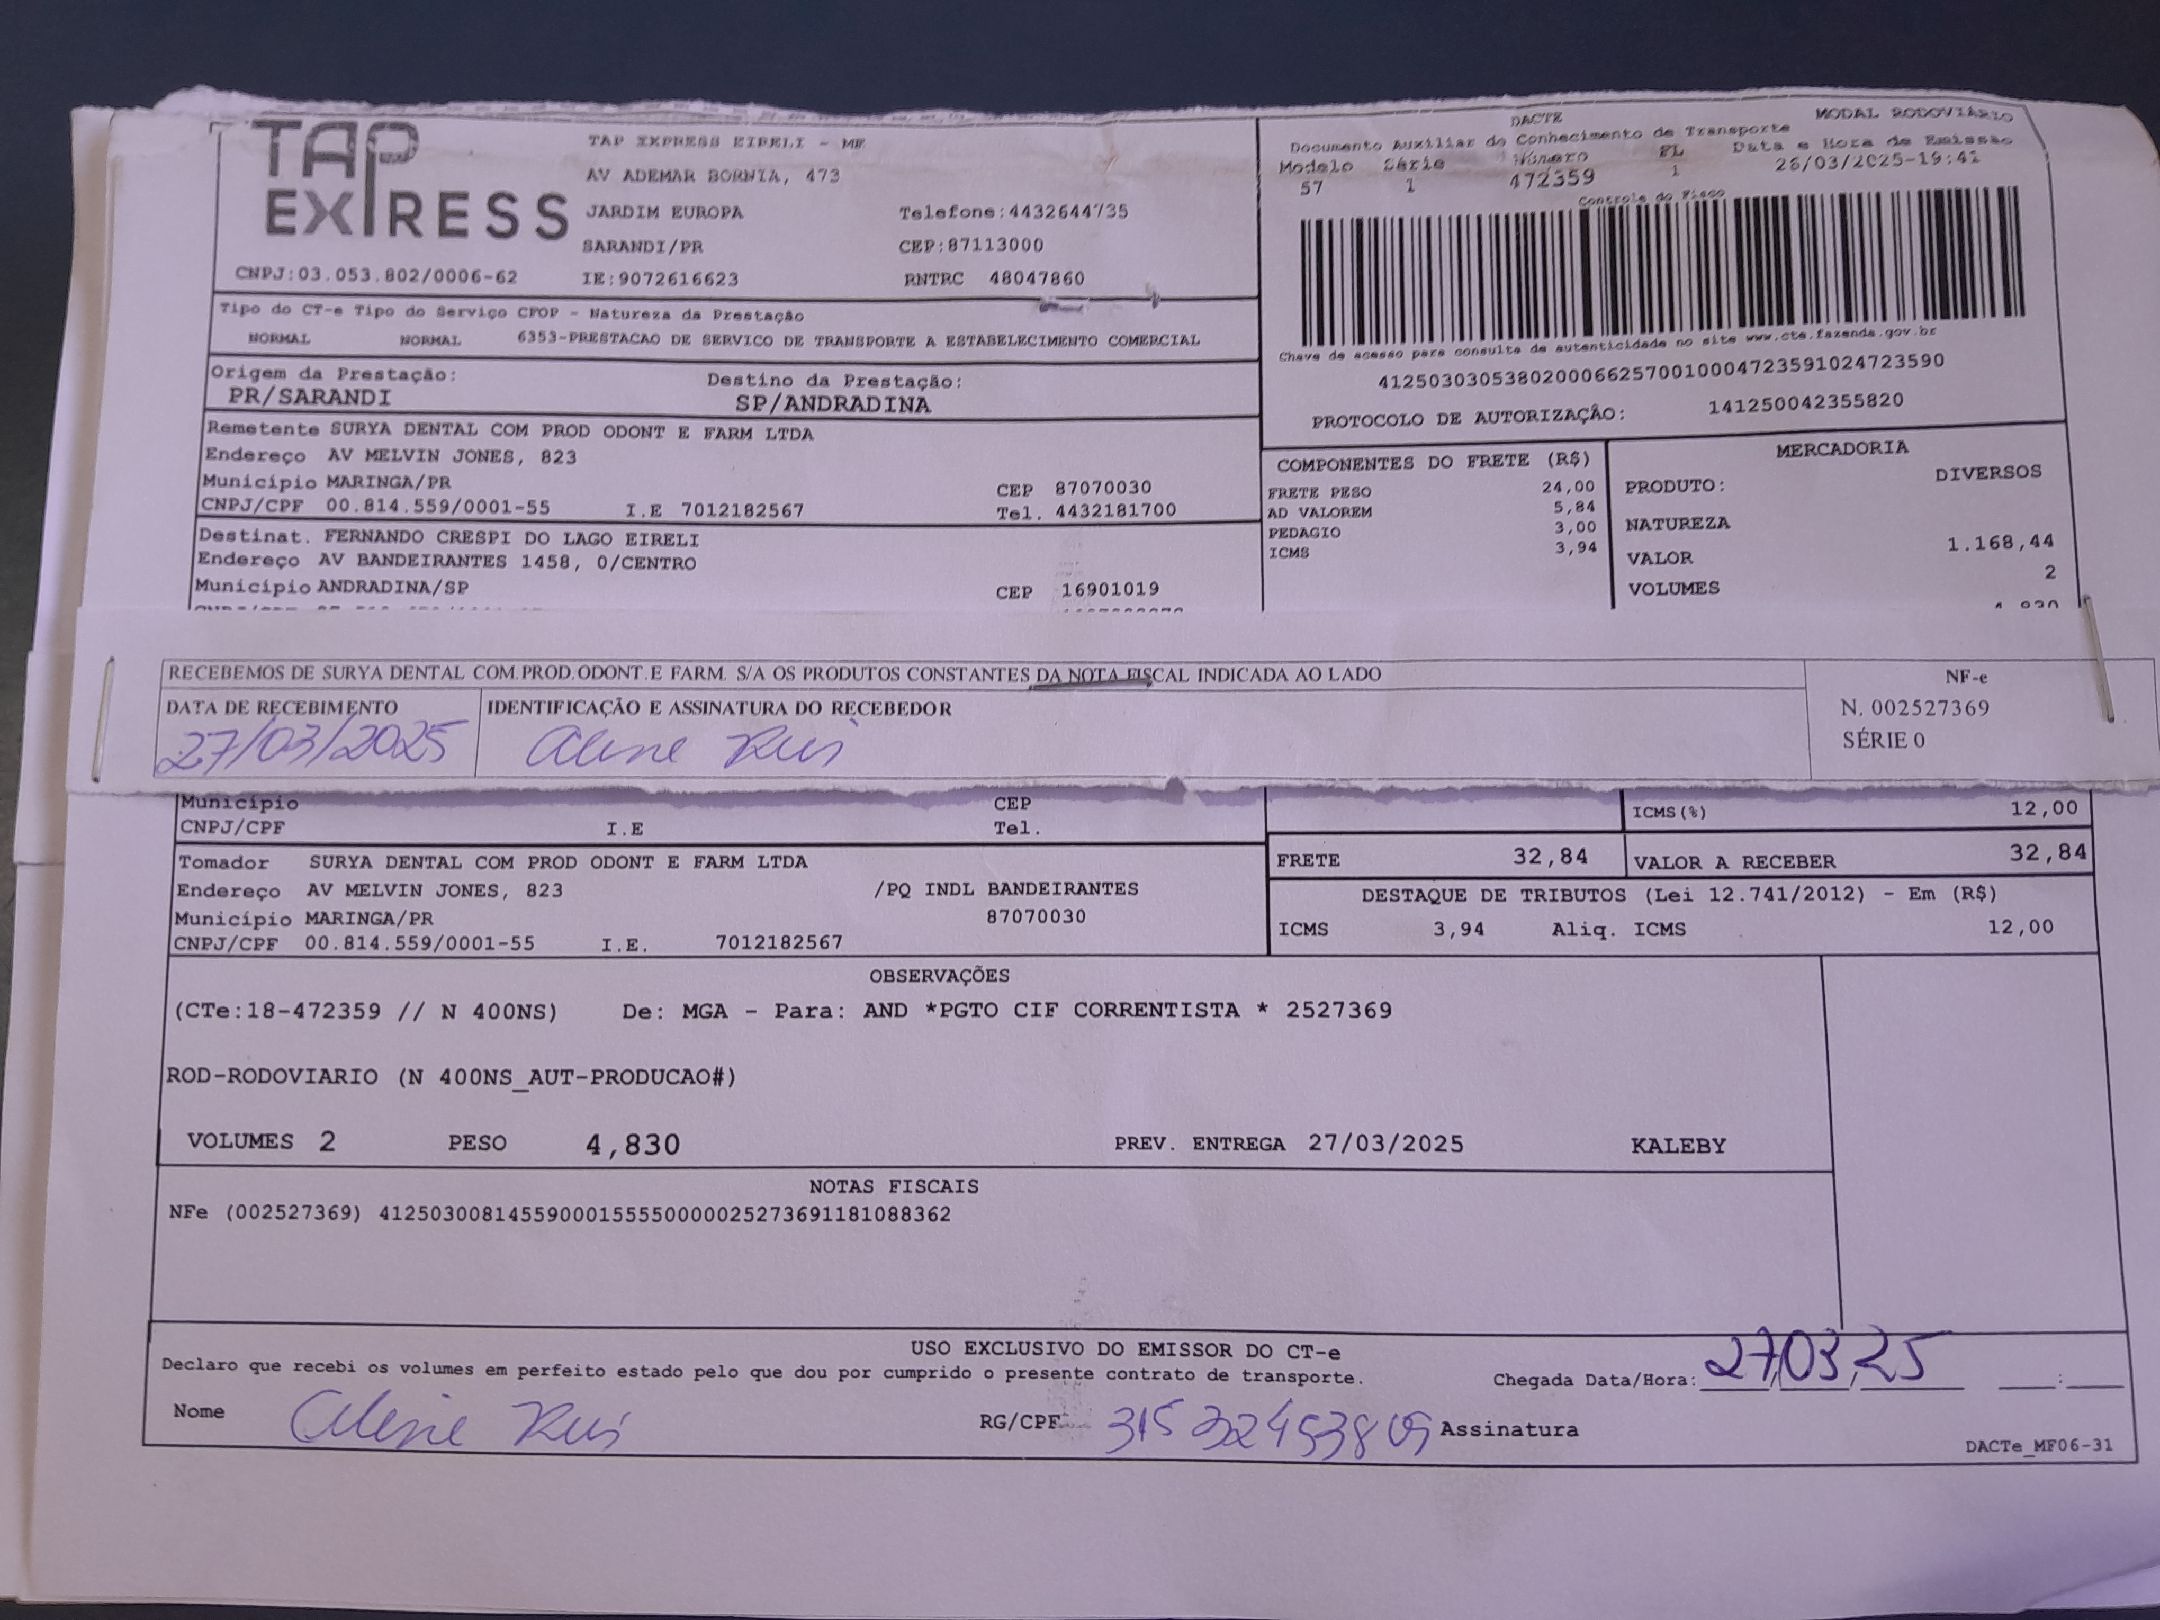 TAP
EXPRESS
TAP EXPRESS EIRELI - ME
AV ADEMAR BORNIA, 473
JARDIM EUROPA Telefone:4432644735
SARANDI/PR CEP:87113000
CNPJ:03.053.802/0006-62 IE:9072616623 RNTRC 48047860
DACTE MODAL RODOVIÁRIO
Documento Auxiliar do Conhecimento de Transporte
Modelo Série Número FL Data e Hora de Emissão
57 1 472359 1 26/03/2025-19:41
Controle do Fisco
Chave de acesso para consulta de autenticidade no site www.cte.fazenda.gov.br
41250303053802000662570010004723591024723590
PROTOCOLO DE AUTORIZAÇÃO: 141250042355820
Tipo do CT-e Tipo do Serviço CFOP - Natureza da Prestação
NORMAL NORMAL 6353-PRESTACAO DE SERVICO DE TRANSPORTE A ESTABELECIMENTO COMERCIAL
Origem da Prestação: Destino da Prestação:
PR/SARANDI SP/ANDRADINA
Remetente SURYA DENTAL COM PROD ODONT E FARM LTDA
Endereço AV MELVIN JONES, 823
Município MARINGA/PR CEP 87070030
CNPJ/CPF 00.814.559/0001-55 I.E 7012182567 Tel. 4432181700
Destinat. FERNANDO CRESPI DO LAGO EIRELI
Endereço AV BANDEIRANTES 1458, 0/CENTRO
Município ANDRADINA/SP CEP 16901019
COMPONENTES DO FRETE (R$)
FRETE PESO 24,00
AD VALOREM 5,84
PEDAGIO 3,00
ICMS 3,94
MERCADORIA
PRODUTO: DIVERSOS
NATUREZA
VALOR 1.168,44
VOLUMES 2
RECEBEMOS DE SURYA DENTAL COM.PROD.ODONT.E FARM. S/A OS PRODUTOS CONSTANTES DA NOTA FISCAL INDICADA AO LADO
DATA DE RECEBIMENTO IDENTIFICAÇÃO E ASSINATURA DO RECEBEDOR
27/03/2025 Aline Reis
NF-e
N. 002527369
SÉRIE 0
Município CEP
CNPJ/CPF I.E Tel.
ICMS(%) 12,00
Tomador SURYA DENTAL COM PROD ODONT E FARM LTDA
Endereço AV MELVIN JONES, 823 /PQ INDL BANDEIRANTES
Município MARINGA/PR 87070030
CNPJ/CPF 00.814.559/0001-55 I.E. 7012182567
FRETE 32,84 VALOR A RECEBER 32,84
DESTAQUE DE TRIBUTOS (Lei 12.741/2012) - Em (R$)
ICMS 3,94 Aliq. ICMS 12,00
OBSERVAÇÕES
(CTe:18-472359 // N 400NS) De: MGA - Para: AND *PGTO CIF CORRENTISTA * 2527369
ROD-RODOVIARIO (N 400NS_AUT-PRODUCAO#)
VOLUMES 2 PESO 4,830 PREV. ENTREGA 27/03/2025 KALEBY
NOTAS FISCAIS
NFe (002527369) 41250300814559000155550000025273691181088362
USO EXCLUSIVO DO EMISSOR DO CT-e
Declaro que recebi os volumes em perfeito estado pelo que dou por cumprido o presente contrato de transporte. Chegada Data/Hora: 27/03/25 :
Nome Aline Reis RG/CPF 31532453809 Assinatura
DACTe_MF06-31